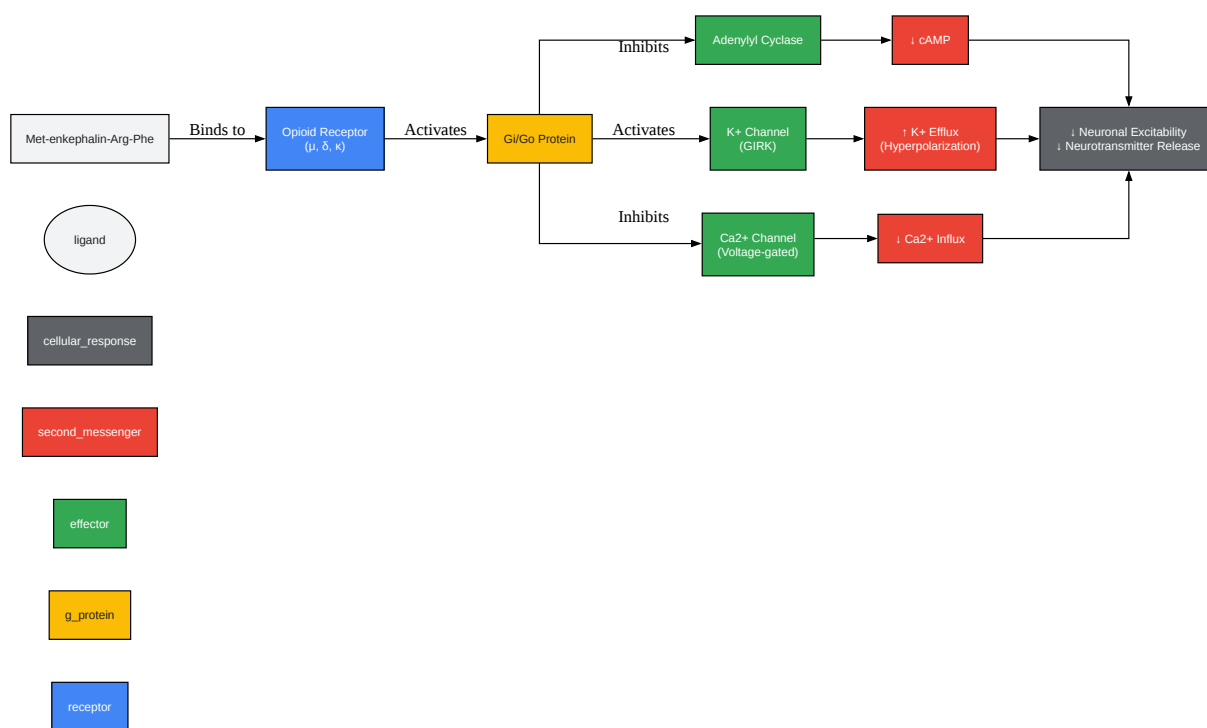 Inhibits
Adenylyl Cyclase
↓ cAMP
Met-enkephalin-Arg-Phe
Binds to
Opioid Receptor
(μ, δ, κ)
Activates
Gi/Go Protein
Activates
K+ Channel
(GIRK)
↑ K+ Efflux
(Hyperpolarization)
↓ Neuronal Excitability
↓ Neurotransmitter Release
Inhibits
Ca2+ Channel
(Voltage-gated)
↓ Ca2+ Influx
ligand
cellular_response
second_messenger
effector
g_protein
receptor